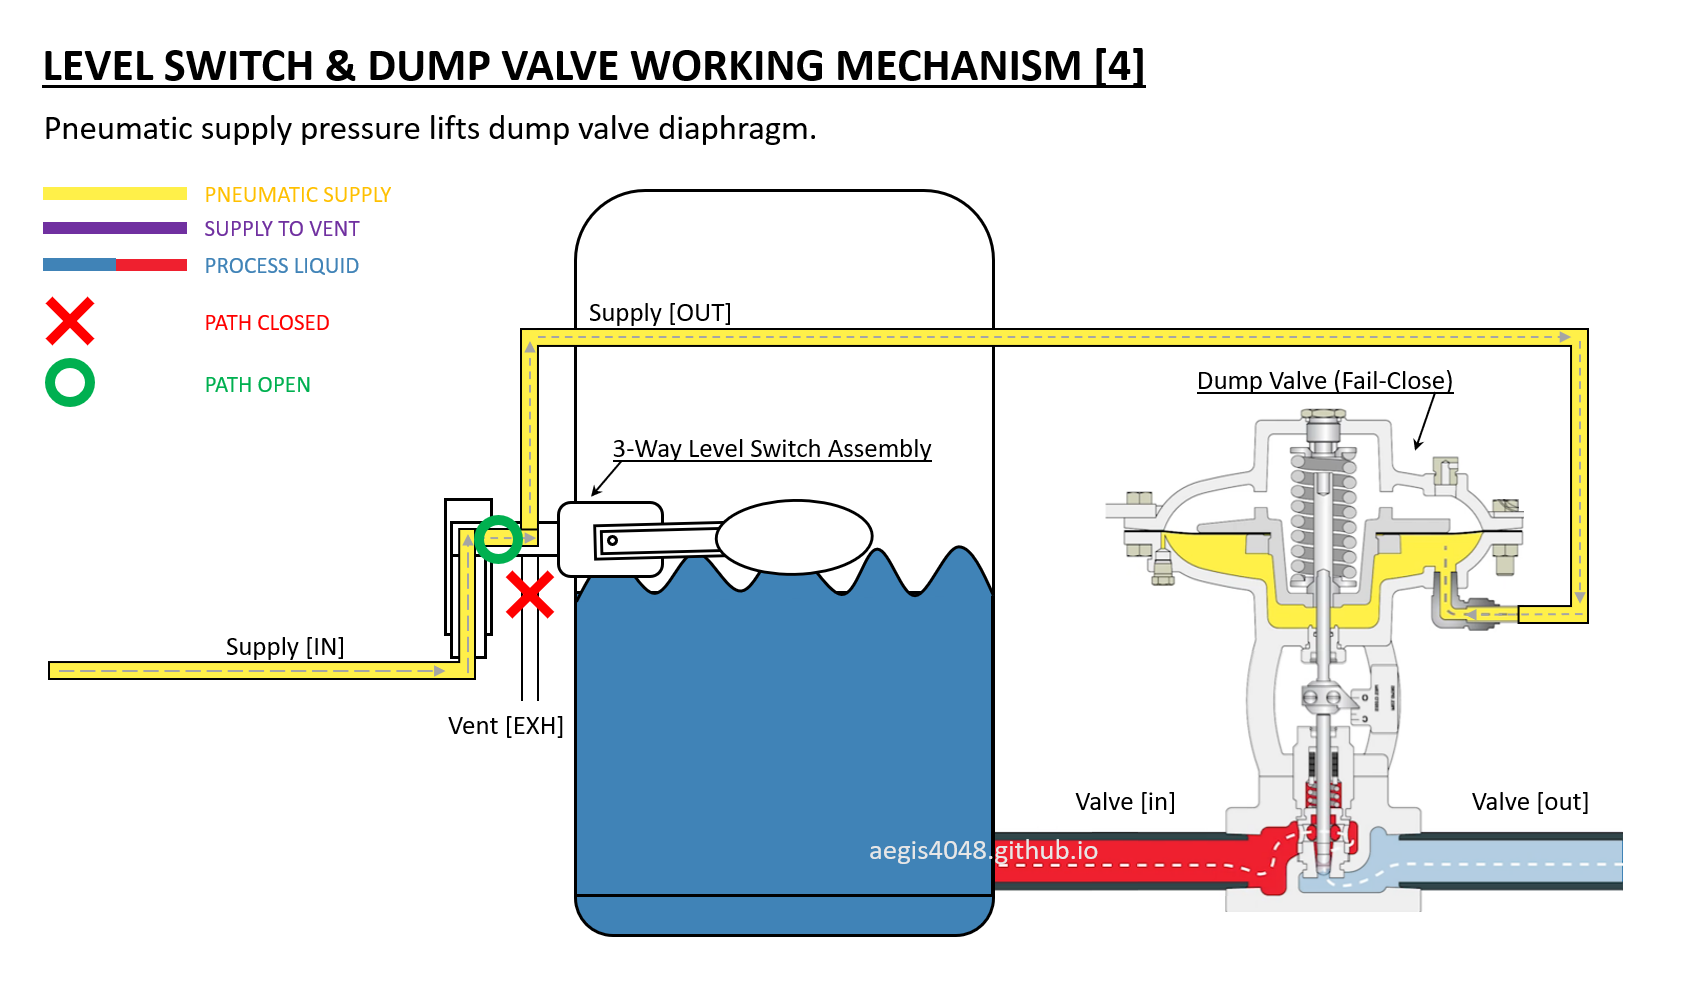 LEVEL SWITCH & DUMP VALVE WORKING MECHANISM [4]
Pneumatic supply pressure lifts dump valve diaphragm.
PNEUMATIC SUPPLY
SUPPLY TO VENT
PROCESS LIQUID
PATH CLOSED
PATH OPEN
Supply [OUT]
Dump Valve (Fail-Close)
3-Way Level Switch Assembly
Supply [IN]
Vent [EXH]
Valve [in]
Valve [out]
aegis4048.github.io